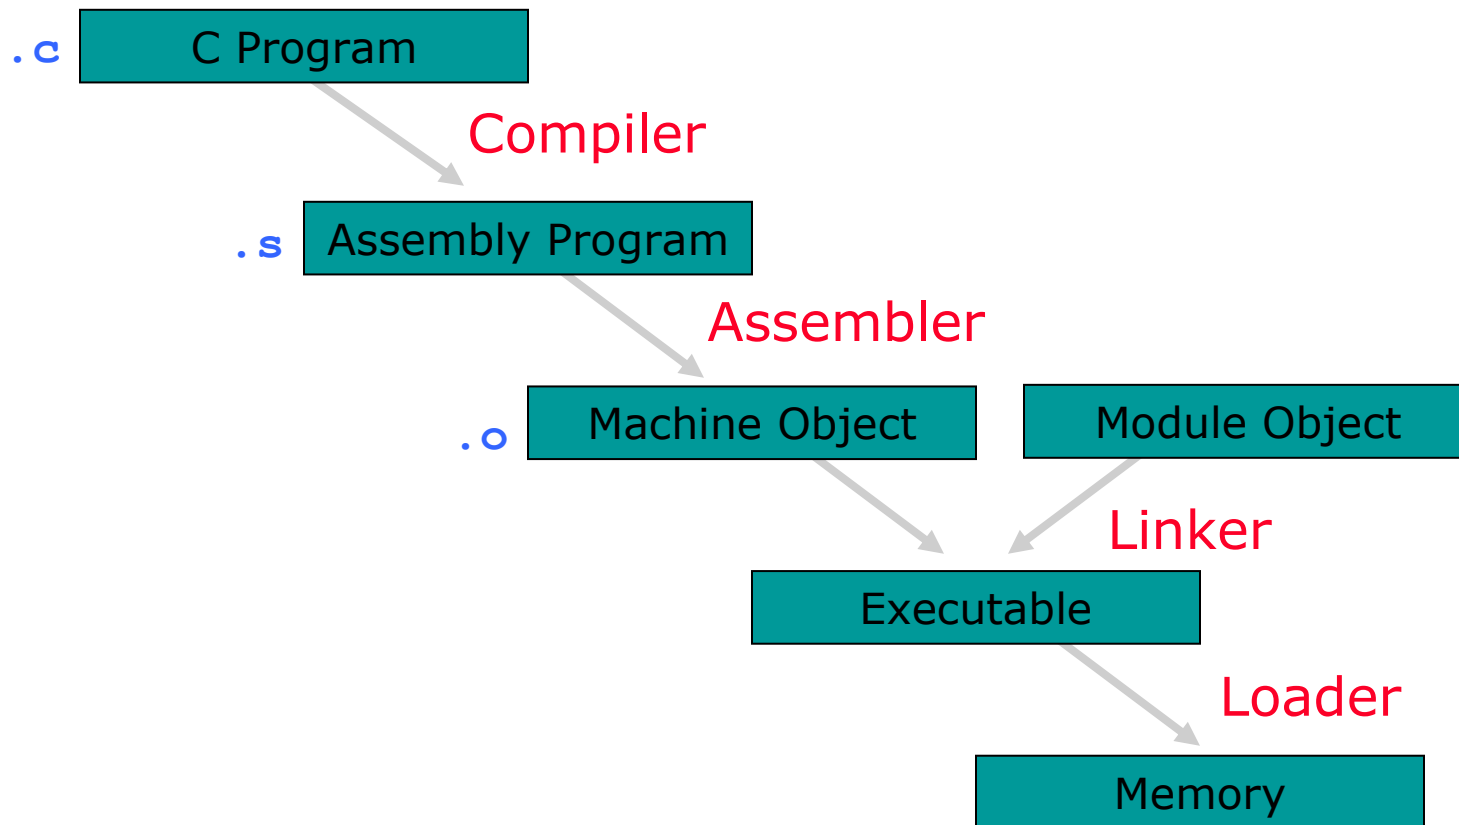 .c C Program
Compiler
.s Assembly Program
Assembler
.o Machine Object Module Object
Linker
Executable
Loader
Memory